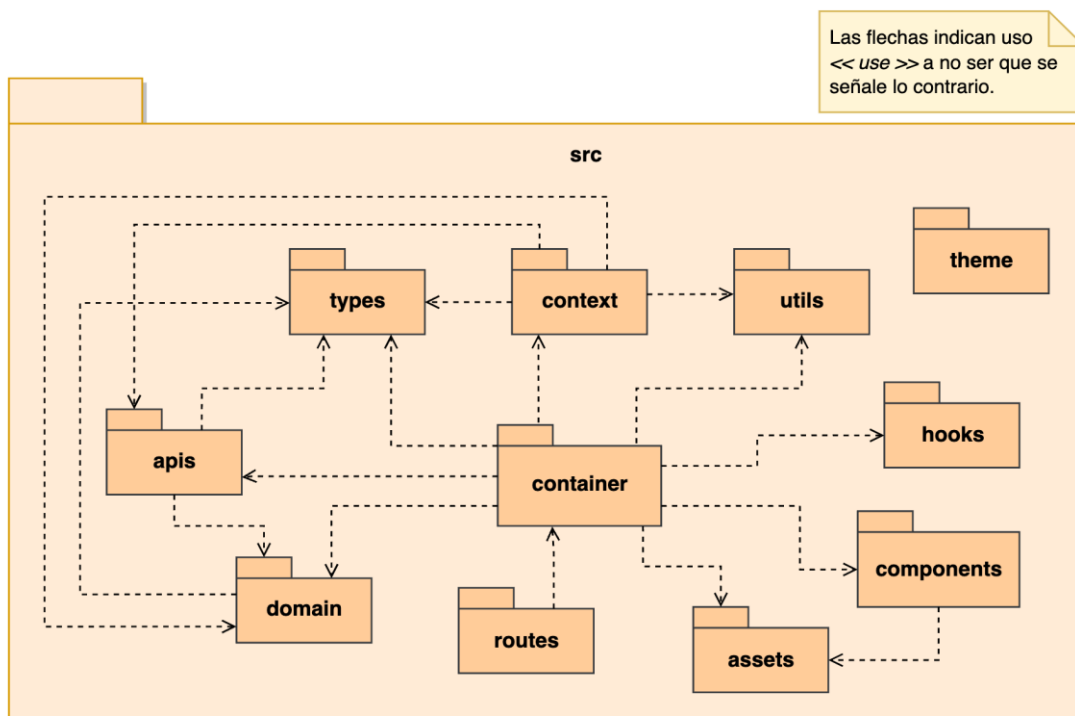 Las flechas indican uso
<< use >> a no ser que se
señale lo contrario.
src
theme
types
context
utils
hooks
apis
container
components
domain
routes
assets